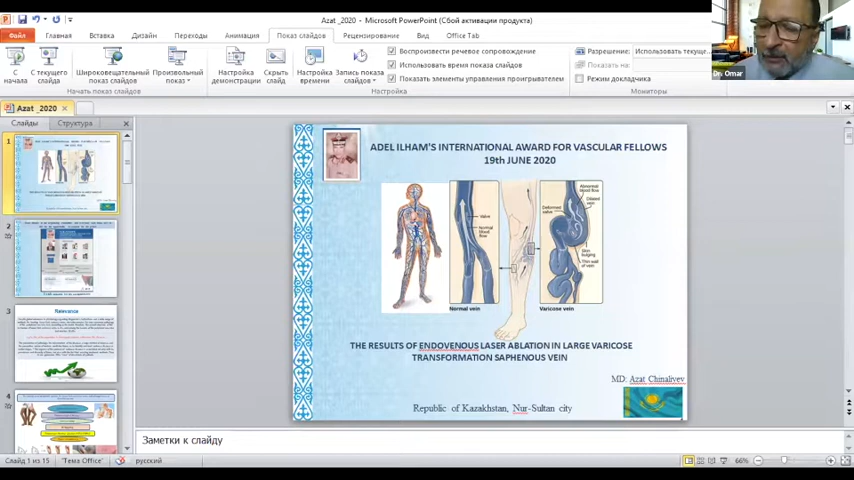 Azat _2020 - Microsoft PowerPoint (Сбой активации продукта)
Файл Главная Вставка Дизайн Переходы Анимация Показ слайдов Рецензирование Вид Office Tab
С начала
С текущего слайда
Широковещательный показ слайдов
Произвольный показ
Настройка демонстрации
Скрыть слайд
Настройка времени
Запись показа слайдов
Воспроизвести речевое сопровождение
Использовать время показа слайдов
Показать элементы управления проигрывателем
Разрешение: Использовать текуще
Показать на:
Режим докладчика
Начать показ слайдов
Настройка
Мониторы
Dr. Omar
Azat _2020
Слайды Структура
1
2
3
Relevance
4
ADEL ILHAM'S INTERNATIONAL AWARD FOR VASCULAR FELLOWS
19th JUNE 2020
Valve
Normal blood flow
Normal vein
Abnormal blood flow
Deformed valve
Dilated vein
Skin bulging
Thin wall of vein
Varicose vein
THE RESULTS OF ENDOVENOUS LASER ABLATION IN LARGE VARICOSE
TRANSFORMATION SAPHENOUS VEIN
MD: Azat Chinaliyev
Republic of Kazakhstan, Nur-Sultan city
Заметки к слайду
Слайд 1 из 15 "Тема Office" русский
66%